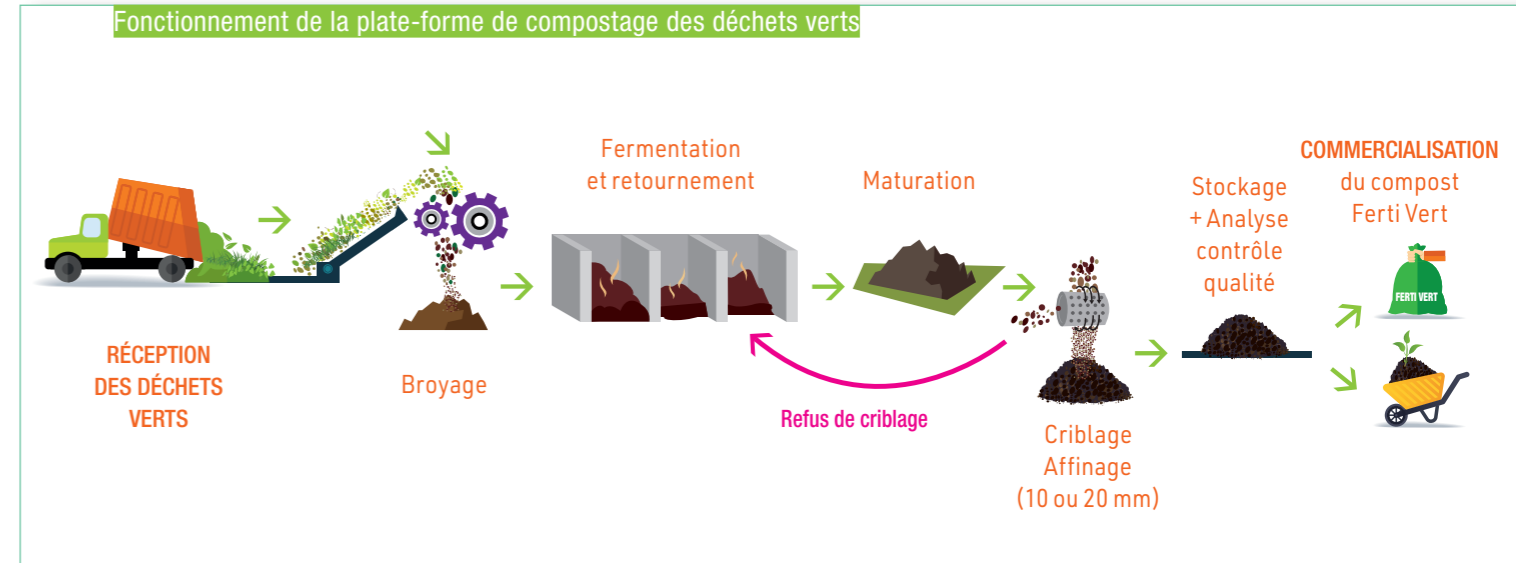 Fonctionnement de la plate-forme de compostage des déchets verts
RÉCEPTION
DES DÉCHETS
VERTS
Broyage
Fermentation
et retournement
Maturation
Refus de criblage
Criblage
Affinage
(10 ou 20 mm)
Stockage
+ Analyse
contrôle
qualité
COMMERCIALISATION
du compost
Ferti Vert
FERTI VERT